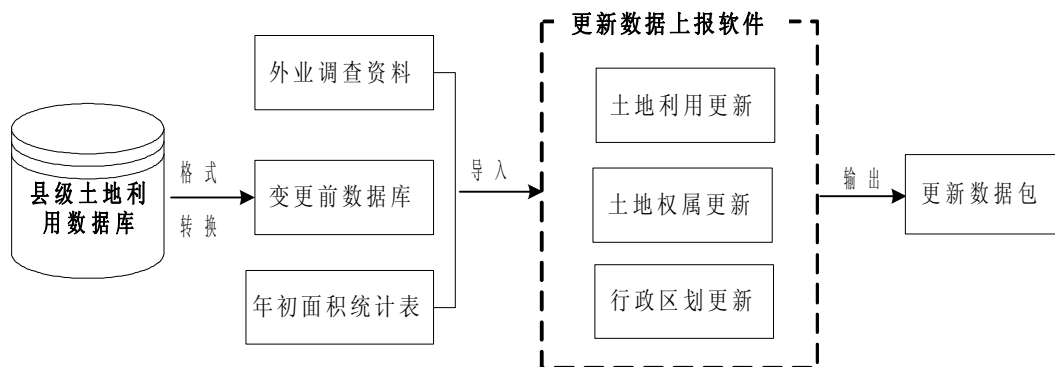 更新数据上报软件
外业调查资料
土地利用更新
县级土地利
用数据库
格式
转换
变更前数据库
导入
土地权属更新
输出
更新数据包
年初面积统计表
行政区划更新